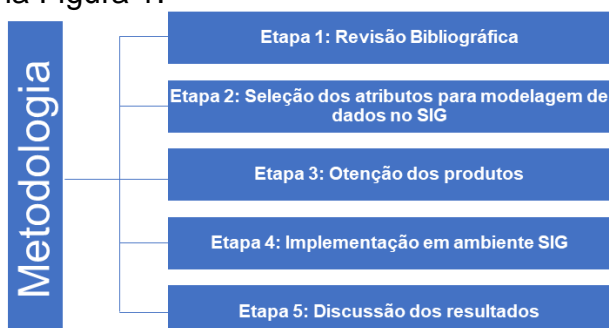 na Figura 1.
Metodologia
Etapa 1: Revisão Bibliográfica
Etapa 2: Seleção dos atributos para modelagem de
dados no SIG
Etapa 3: Otenção dos produtos
Etapa 4: Implementação em ambiente SIG
Etapa 5: Discussão dos resultados